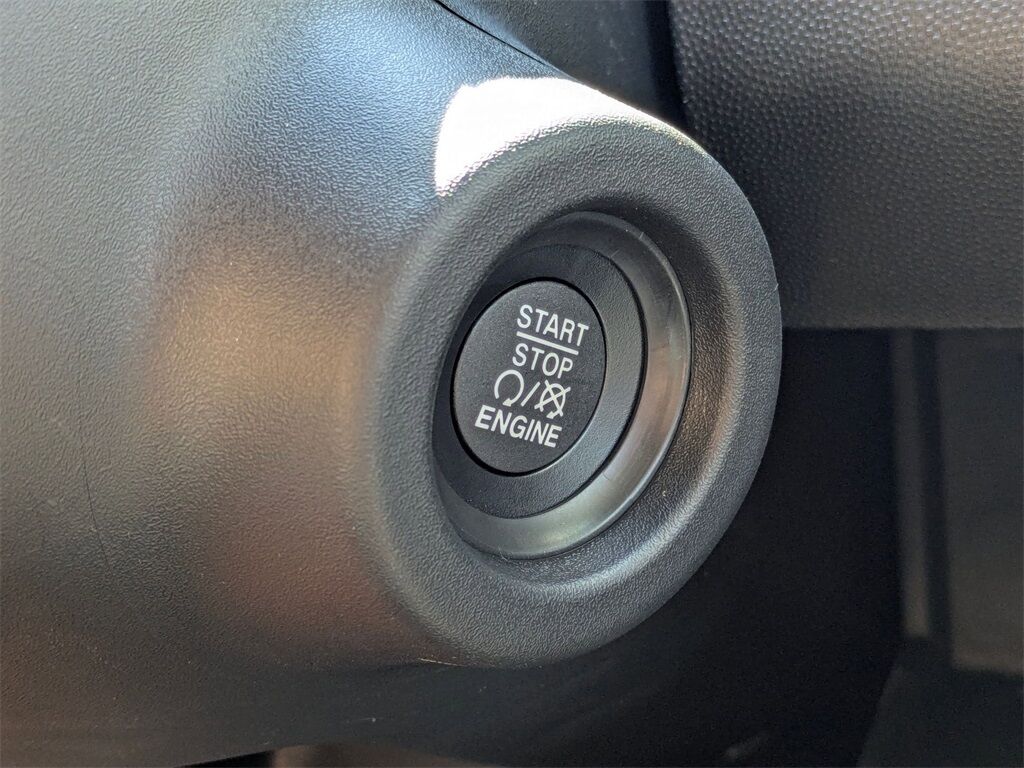 START
STOP
/
ENGINE